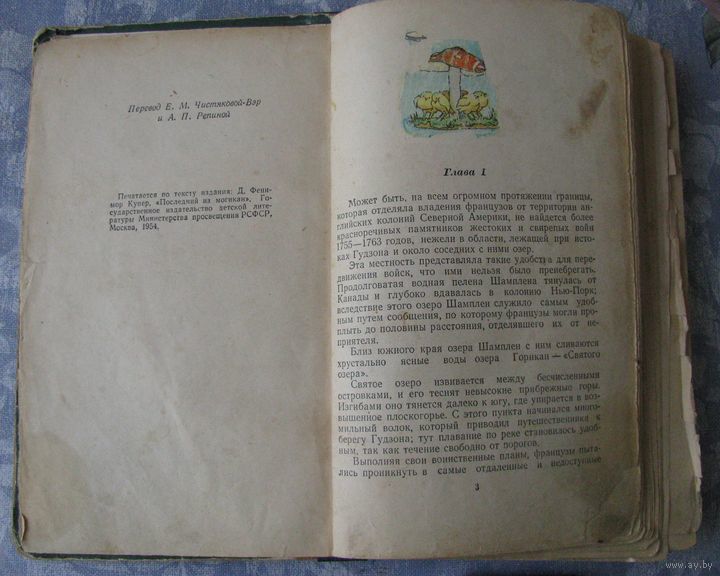 Перевод Е. М. Чистяковой-Вэр
и А. П. Репиной
Печатается по тексту издания: Д. Фени-
мор Купер, «Последний из могикан», Го-
сударственное издательство детской лите-
ратуры Министерства просвещения РСФСР,
Москва, 1954.
Глава 1
Может быть, на всем огромном протяжении границы,
которая отделяла владения французов от территории ан-
глийских колоний Северной Америки, не найдется более
красноречивых памятников жестоких и свирепых войн
1755—1763 годов, нежели в области, лежащей при исто-
ках Гудзона и около соседних с ними озер.
Эта местность представляла такие удобства для пере-
движения войск, что ими нельзя было пренебрегать.
Продолговатая водная пелена Шамплена тянулась от
Канады и глубоко вдавалась в колонию Нью-Йорк;
вследствие этого озеро Шамплен служило самым удоб-
ным путем сообщения, по которому французы могли про-
плыть до половины расстояния, отделявшего их от не-
приятеля.
Близ южного края озера Шамплен с ним сливаются
хрустально ясные воды озера Горикан — «Святого
озера».
Святое озеро извивается между бесчисленными
островками, и его теснят невысокие прибрежные горы.
Изгибами оно тянется далеко к югу, где упирается в воз-
вышенное плоскогорье. С этого пункта начинался много-
мильный волок, который приводил путешественника к
берегу Гудзона; тут плавание по реке становилось удоб-
ным, так как течение свободно от порогов.
Выполняя свои воинственные планы, французы пыта-
лись проникнуть в самые отдаленные и недоступные
3
www.ay.by